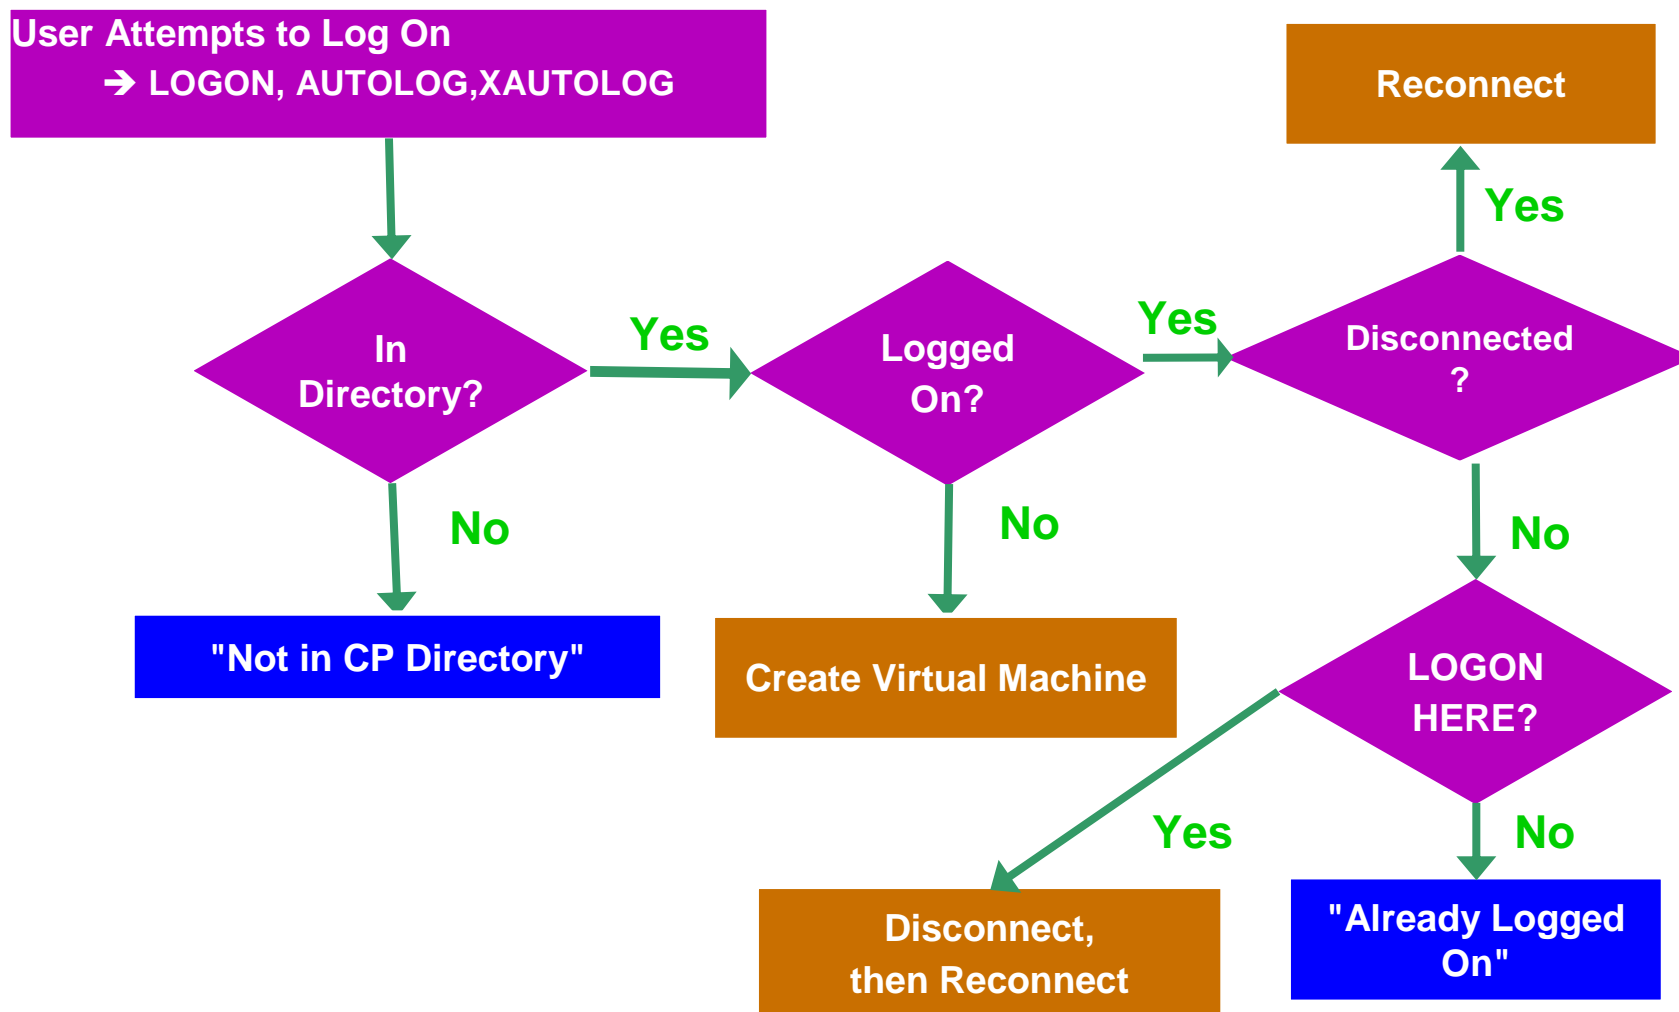 User Attempts to Log On
➔ LOGON, AUTOLOG,XAUTOLOG
Reconnect
Yes
In
Directory?
Yes
Logged
On?
Yes
Disconnected
?
No
No
No
"Not in CP Directory"
Create Virtual Machine
LOGON
HERE?
Yes
No
Disconnect,
then Reconnect
"Already Logged
On"